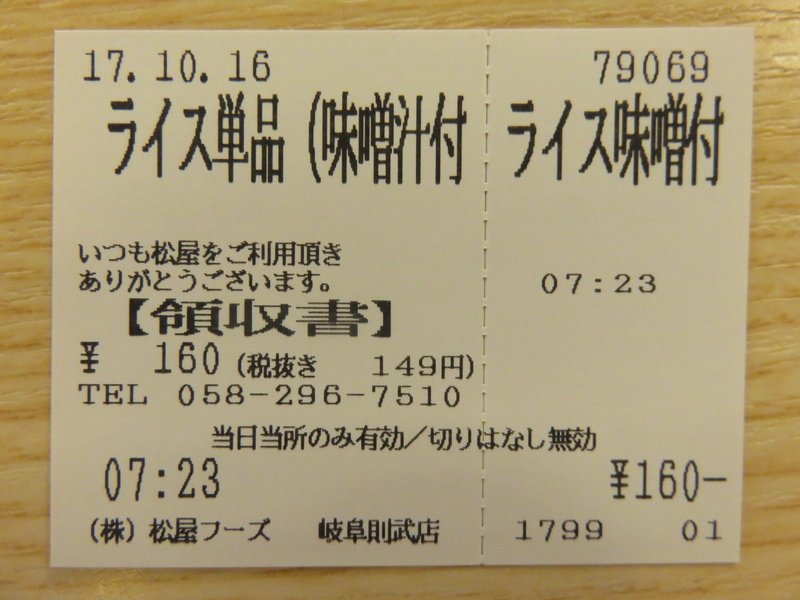 17.10.16 79069
ライス単品(味噌汁付 ライス味噌付
いつも松屋をご利用頂き
ありがとうございます。 07:23
【領収書】
¥ 160(税抜き 149円)
TEL 058-296-7510
当日当所のみ有効/切りはなし無効
07:23 ¥160-
(株)松屋フーズ 岐阜則武店 1799 01